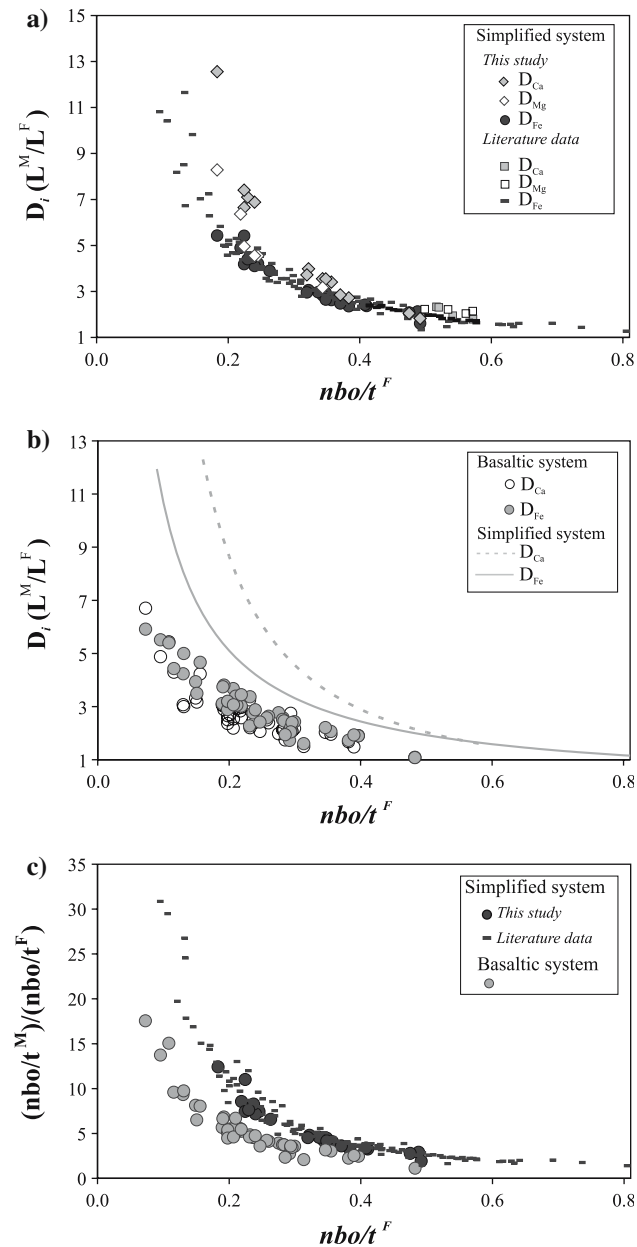 a)
15
13
11
9
7
5
3
1
D_i (L^M/L^F)
Simplified system
This study
D_Ca
D_Mg
D_Fe
Literature data
D_Ca
D_Mg
D_Fe
0.0 0.2 0.4 0.6 0.8
nbo/t^F
b)
13
11
9
7
5
3
1
D_i (L^M/L^F)
Basaltic system
D_Ca
D_Fe
Simplified system
D_Ca
D_Fe
0.0 0.2 0.4 0.6 0.8
nbo/t^F
c)
35
30
25
20
15
10
5
0
(nbo/t^M)/(nbo/t^F)
Simplified system
This study
Literature data
Basaltic system
0.0 0.2 0.4 0.6 0.8
nbo/t^F